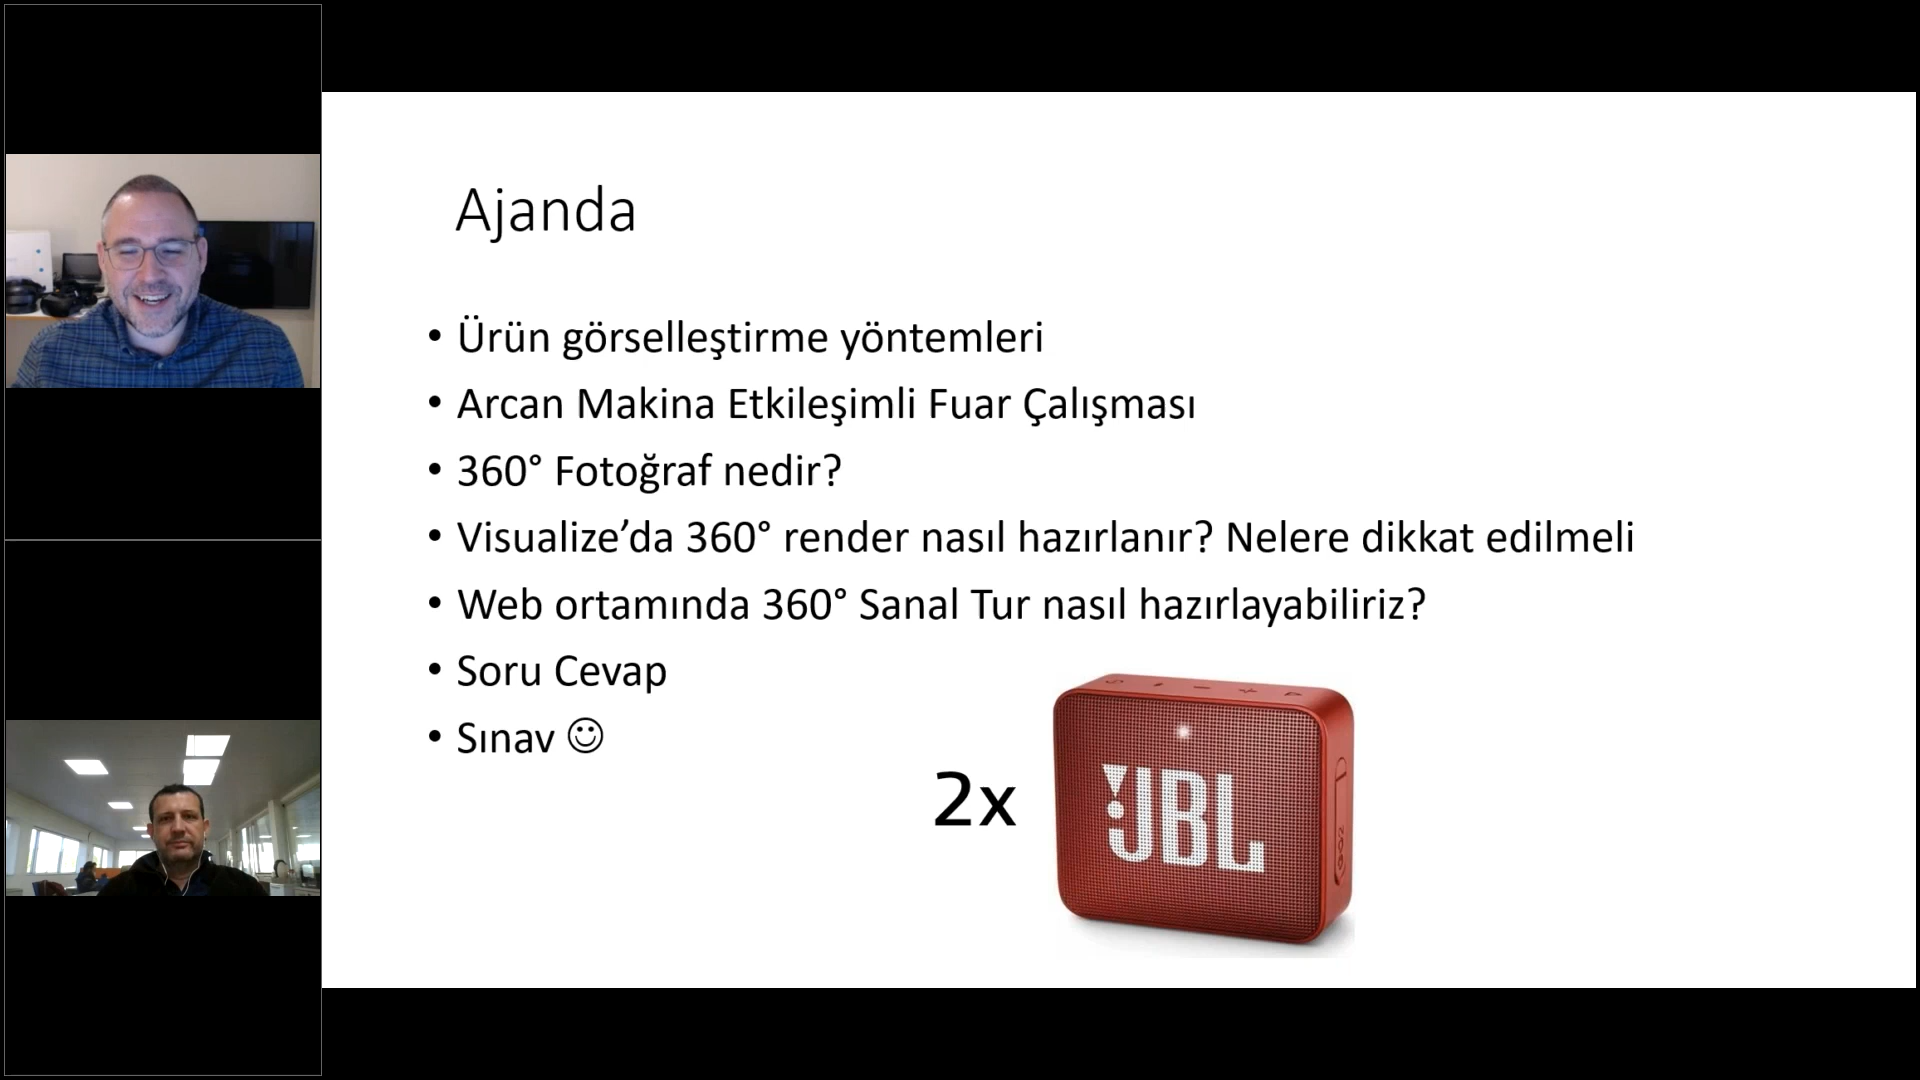 Ajanda
• Ürün görselleştirme yöntemleri
• Arcan Makina Etkileşimli Fuar Çalışması
• 360° Fotoğraf nedir?
• Visualize’da 360° render nasıl hazırlanır? Nelere dikkat edilmeli
• Web ortamında 360° Sanal Tur nasıl hazırlayabiliriz?
• Soru Cevap
• Sınav ☺
2x
JBL
GO2